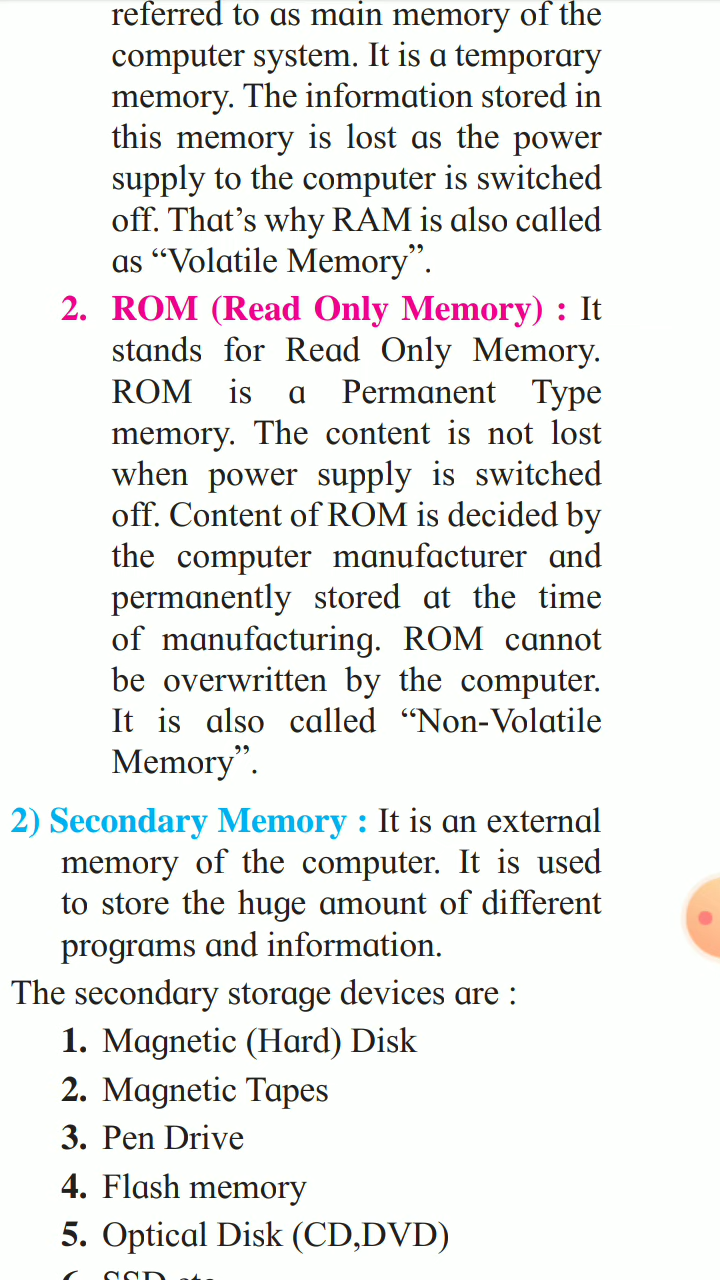 referred to as main memory of the
computer system. It is a temporary
memory. The information stored in
this memory is lost as the power
supply to the computer is switched
off. That’s why RAM is also called
as “Volatile Memory”.
2. ROM (Read Only Memory) : It
stands for Read Only Memory.
ROM is a Permanent Type
memory. The content is not lost
when power supply is switched
off. Content of ROM is decided by
the computer manufacturer and
permanently stored at the time
of manufacturing. ROM cannot
be overwritten by the computer.
It is also called “Non-Volatile
Memory”.
2) Secondary Memory : It is an external
memory of the computer. It is used
to store the huge amount of different
programs and information.
The secondary storage devices are :
1. Magnetic (Hard) Disk
2. Magnetic Tapes
3. Pen Drive
4. Flash memory
5. Optical Disk (CD,DVD)